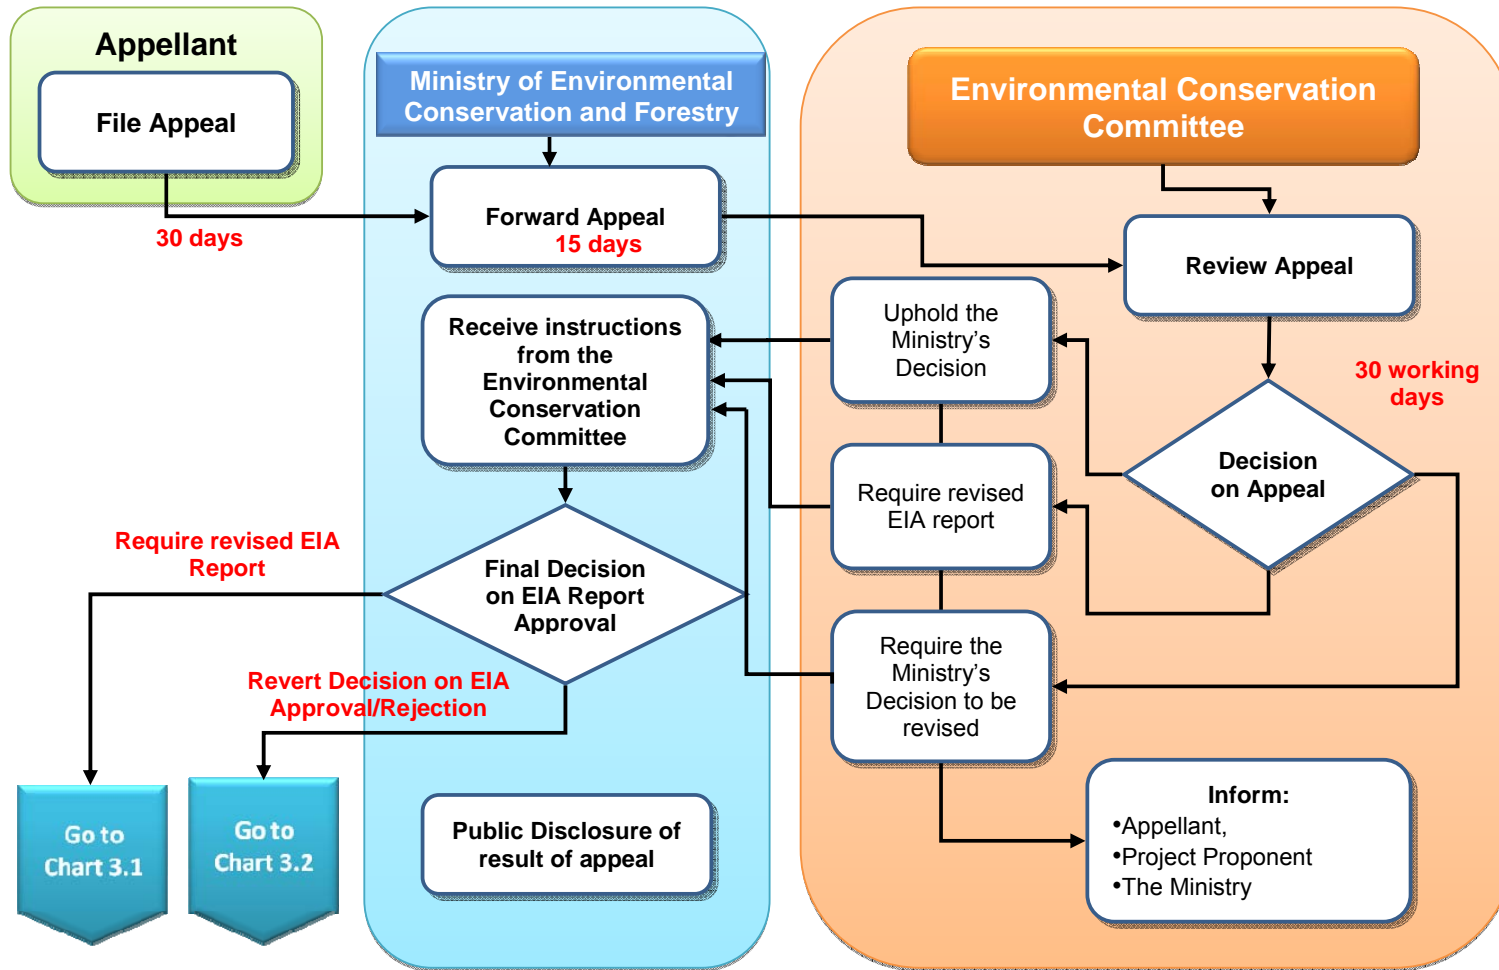 Appellant
File Appeal
30 days
Ministry of Environmental
Conservation and Forestry
Forward Appeal
15 days
Receive instructions
from the
Environmental
Conservation
Committee
Final Decision
on EIA Report
Approval
Require revised EIA
Report
Revert Decision on EIA
Approval/Rejection
Go to
Chart 3.1
Go to
Chart 3.2
Public Disclosure of
result of appeal
Environmental Conservation
Committee
Review Appeal
30 working
days
Decision
on Appeal
Uphold the
Ministry’s
Decision
Require revised
EIA report
Require the
Ministry’s
Decision to be
revised
Inform:
•Appellant,
•Project Proponent
•The Ministry